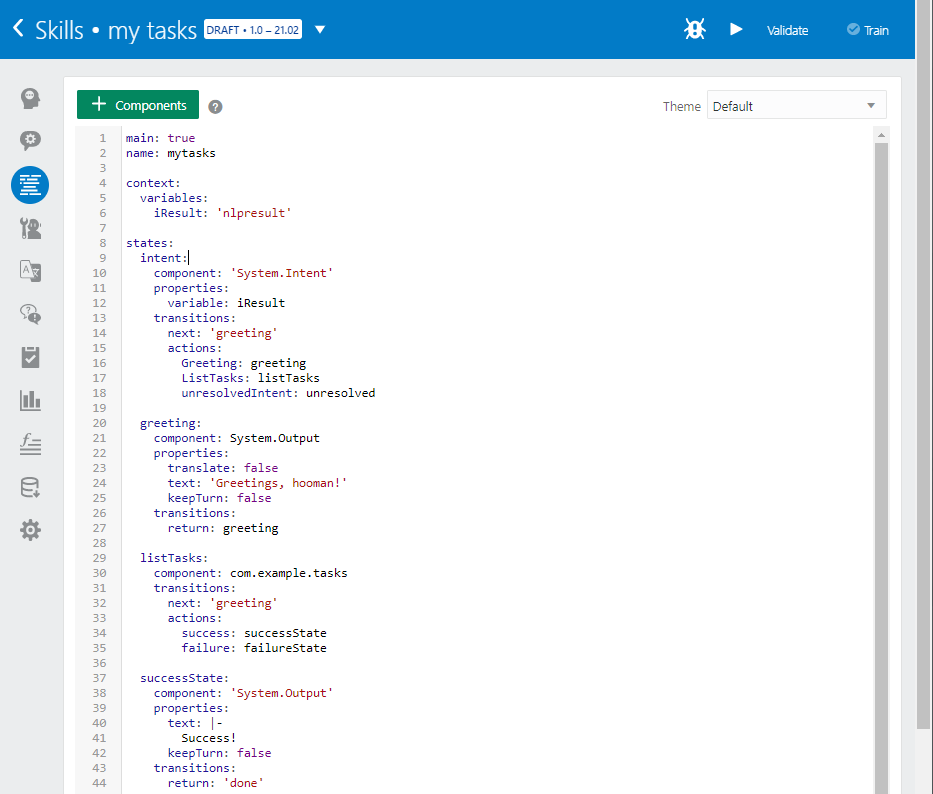 Skills • my tasks DRAFT • 1.0 – 21.02 Validate Train
+ Components ? Theme Default
1 main: true
2 name: mytasks
3
4 context:
5   variables:
6     iResult: 'nlpresult'
7
8 states:
9   intent:
10     component: 'System.Intent'
11     properties:
12       variable: iResult
13     transitions:
14       next: 'greeting'
15       actions:
16         Greeting: greeting
17         ListTasks: listTasks
18         unresolvedIntent: unresolved
19
20   greeting:
21     component: System.Output
22     properties:
23       translate: false
24       text: 'Greetings, hooman!'
25       keepTurn: false
26     transitions:
27       return: greeting
28
29   listTasks:
30     component: com.example.tasks
31     transitions:
32       next: 'greeting'
33       actions:
34         success: successState
35         failure: failureState
36
37   successState:
38     component: 'System.Output'
39     properties:
40       text: |-
41         Success!
42       keepTurn: false
43     transitions:
44       return: 'done'